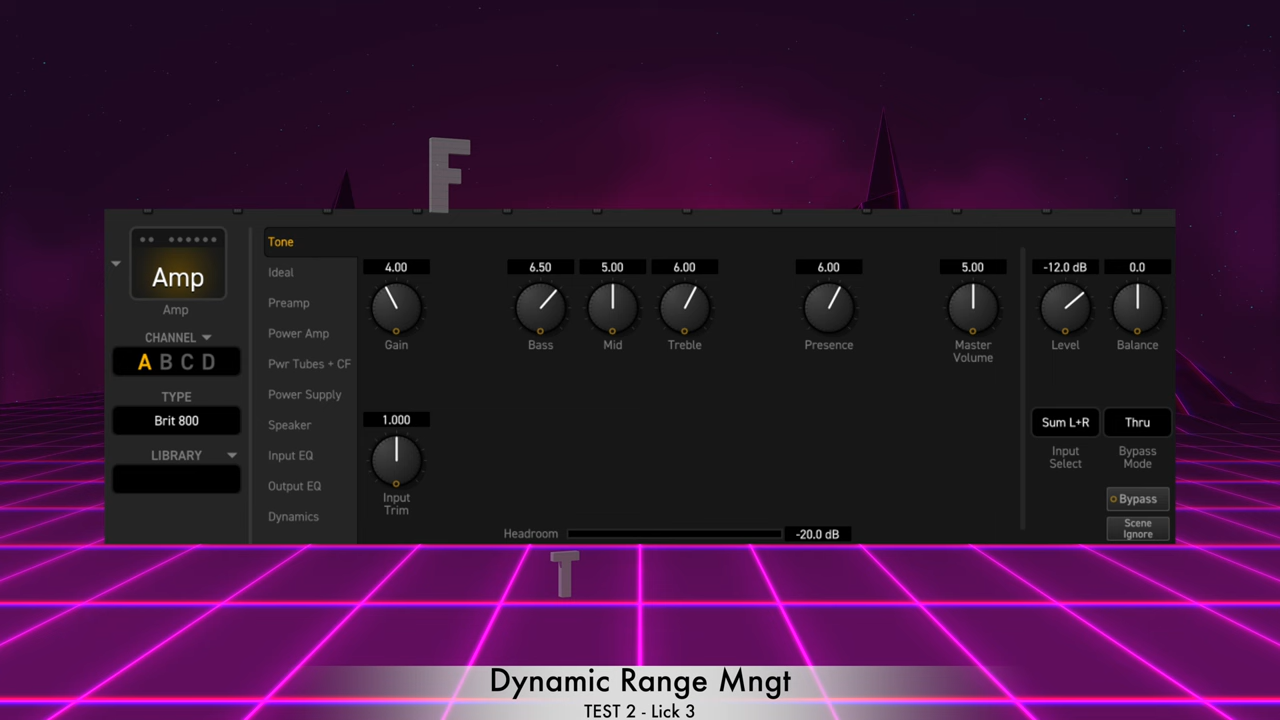 F
Amp
Amp
CHANNEL
A B C D
TYPE
Brit 800
LIBRARY
Tone
Ideal
Preamp
Power Amp
Pwr Tubes + CF
Power Supply
Speaker
Input EQ
Output EQ
Dynamics
4.00
Gain
6.50
Bass
5.00
Mid
6.00
Treble
6.00
Presence
5.00
Master
Volume
-12.0 dB
Level
0.0
Balance
1.000
Input
Trim
Sum L+R
Input
Select
Thru
Bypass
Mode
Bypass
Scene
Ignore
Headroom
-20.0 dB
T
Dynamic Range Mngt
TEST 2 - Lick 3